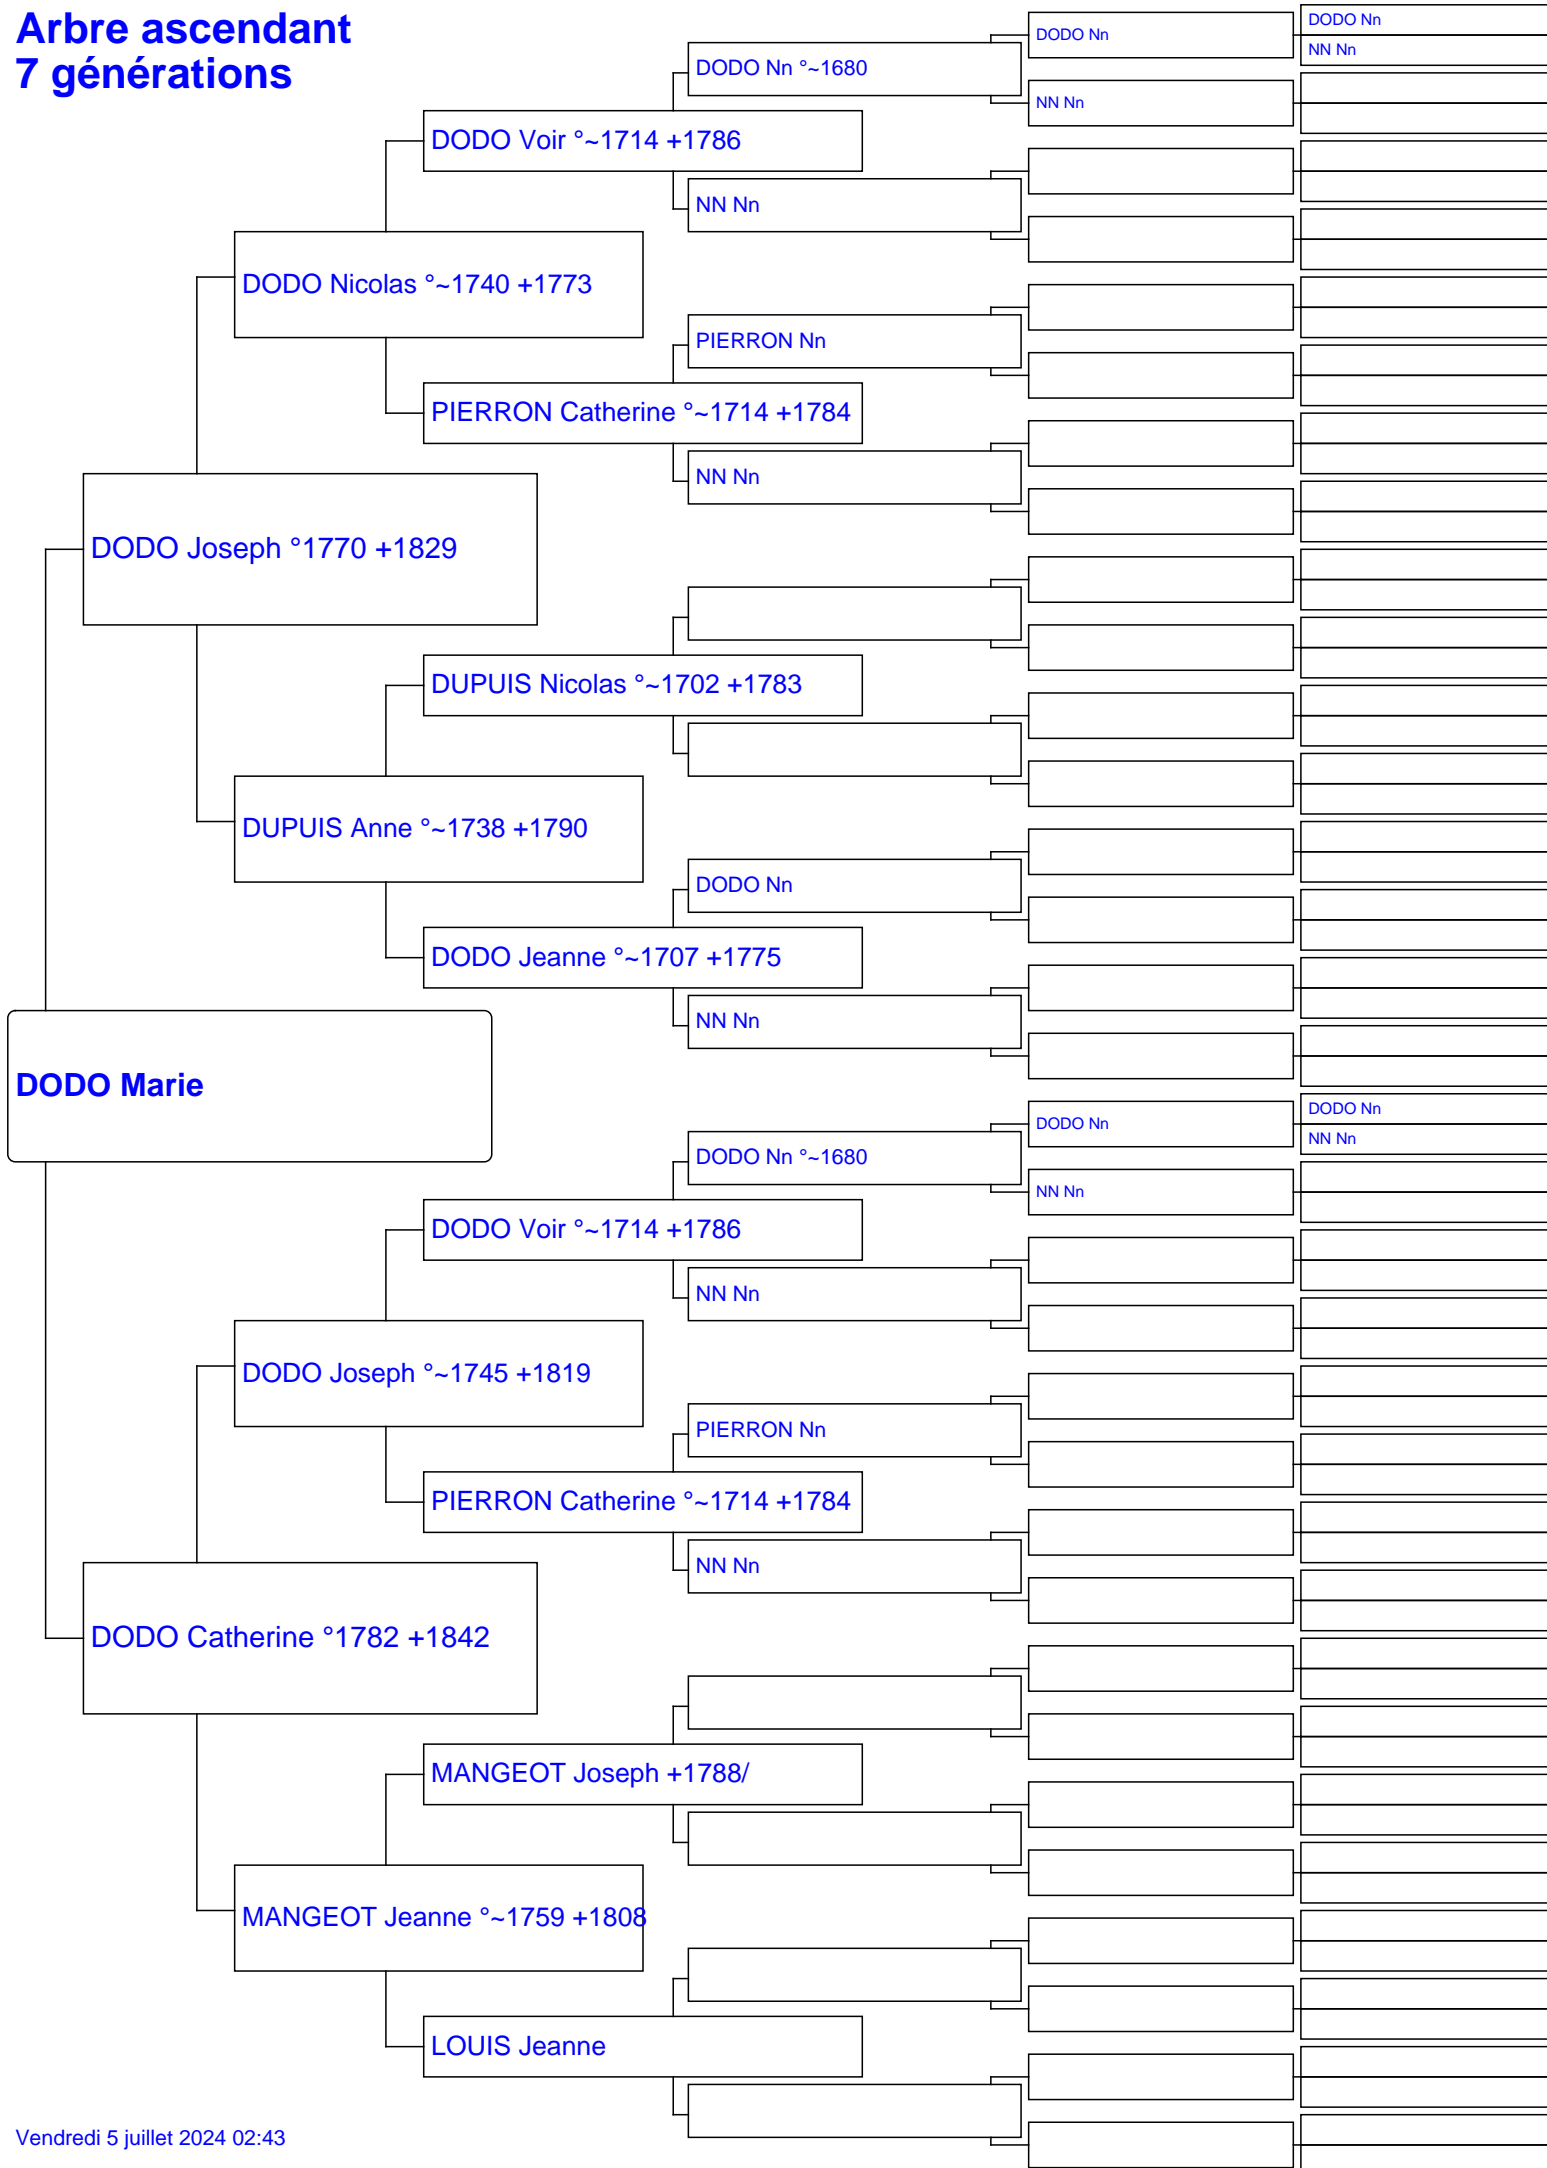 Arbre ascendant
7 générations
DODO Nn
NN Nn
DODO Nn
DODO Nn °~1680
NN Nn
DODO Voir °~1714 +1786
NN Nn
DODO Nicolas °~1740 +1773
PIERRON Nn
PIERRON Catherine °~1714 +1784
NN Nn
DODO Joseph °1770 +1829
DUPUIS Nicolas °~1702 +1783
DUPUIS Anne °~1738 +1790
DODO Nn
DODO Jeanne °~1707 +1775
NN Nn
DODO Marie
DODO Nn
NN Nn
DODO Nn
DODO Nn °~1680
NN Nn
DODO Voir °~1714 +1786
NN Nn
DODO Joseph °~1745 +1819
PIERRON Nn
PIERRON Catherine °~1714 +1784
NN Nn
DODO Catherine °1782 +1842
MANGEOT Joseph +1788/
MANGEOT Jeanne °~1759 +1808
LOUIS Jeanne
Vendredi 5 juillet 2024 02:43